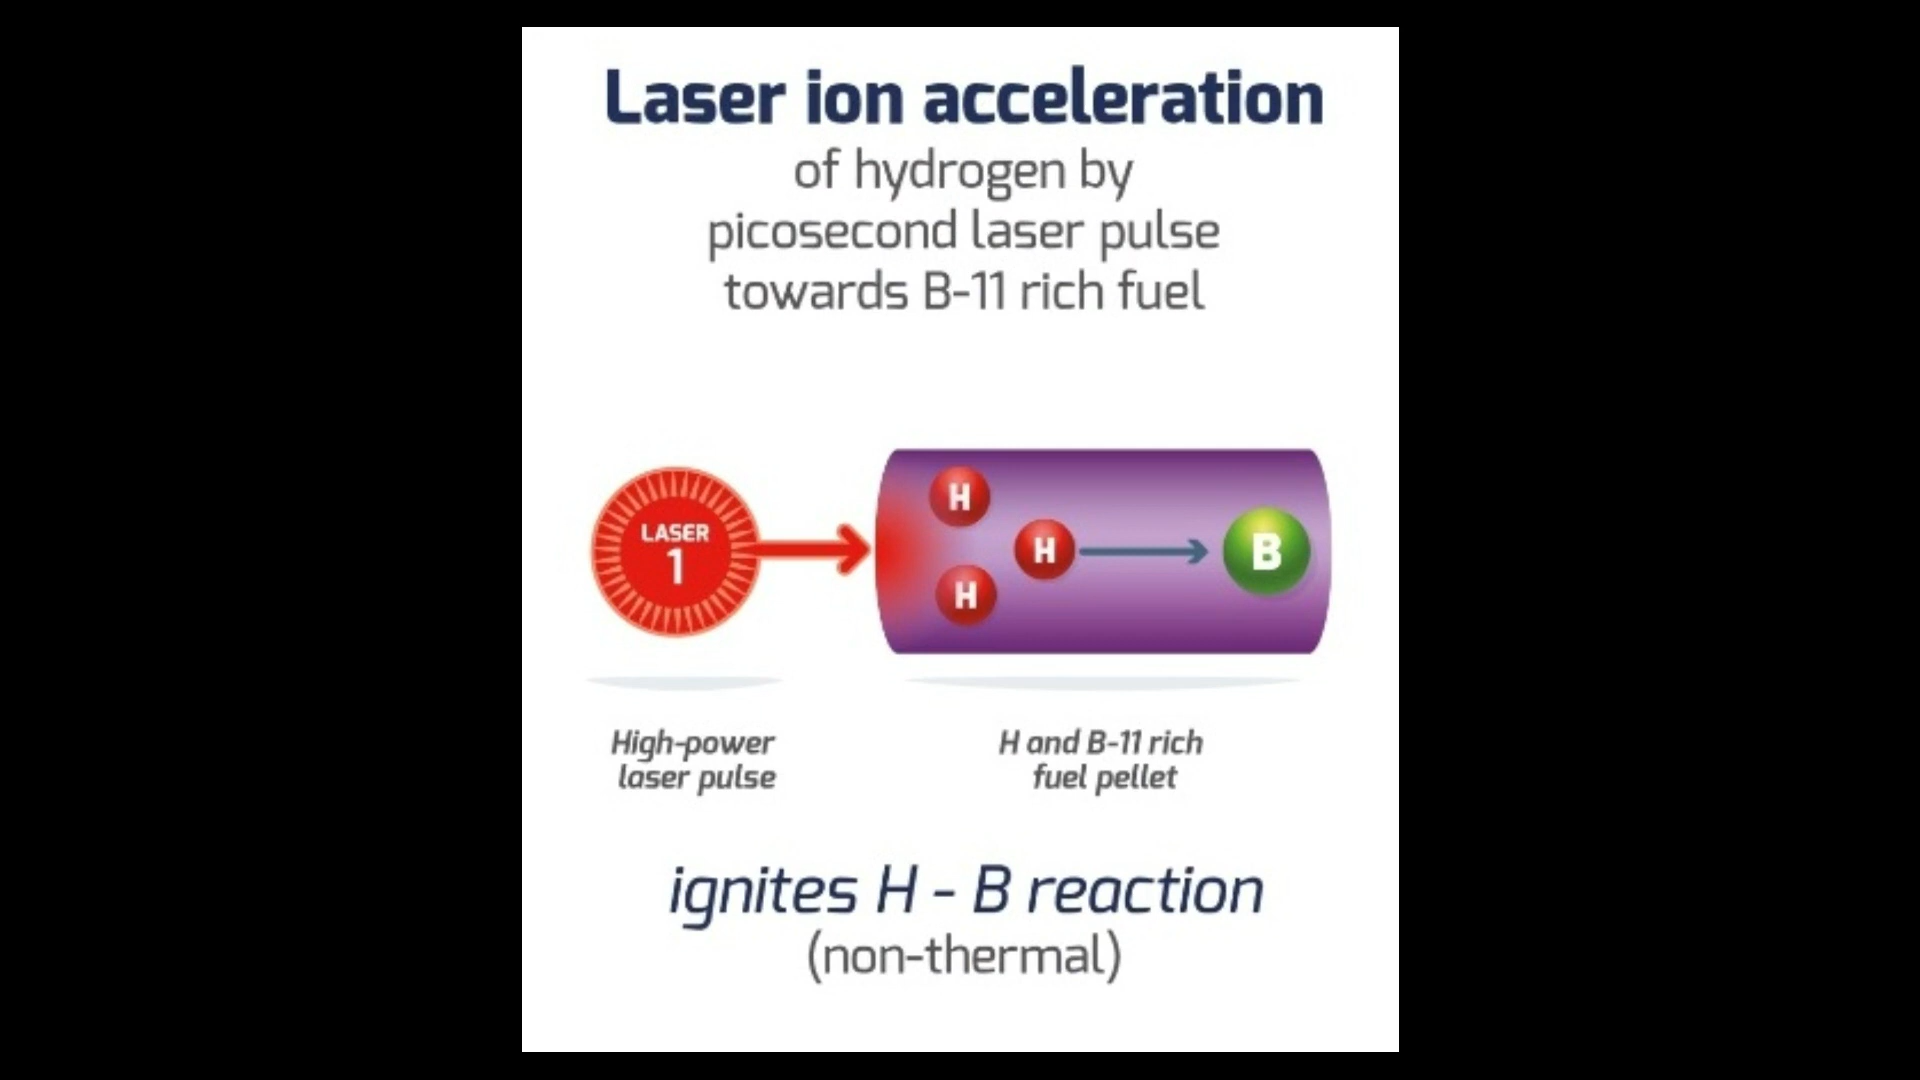 Laser ion acceleration
of hydrogen by
picosecond laser pulse
towards B-11 rich fuel
LASER
1
H
H
H
B
High-power
laser pulse
H and B-11 rich
fuel pellet
ignites H - B reaction
(non-thermal)